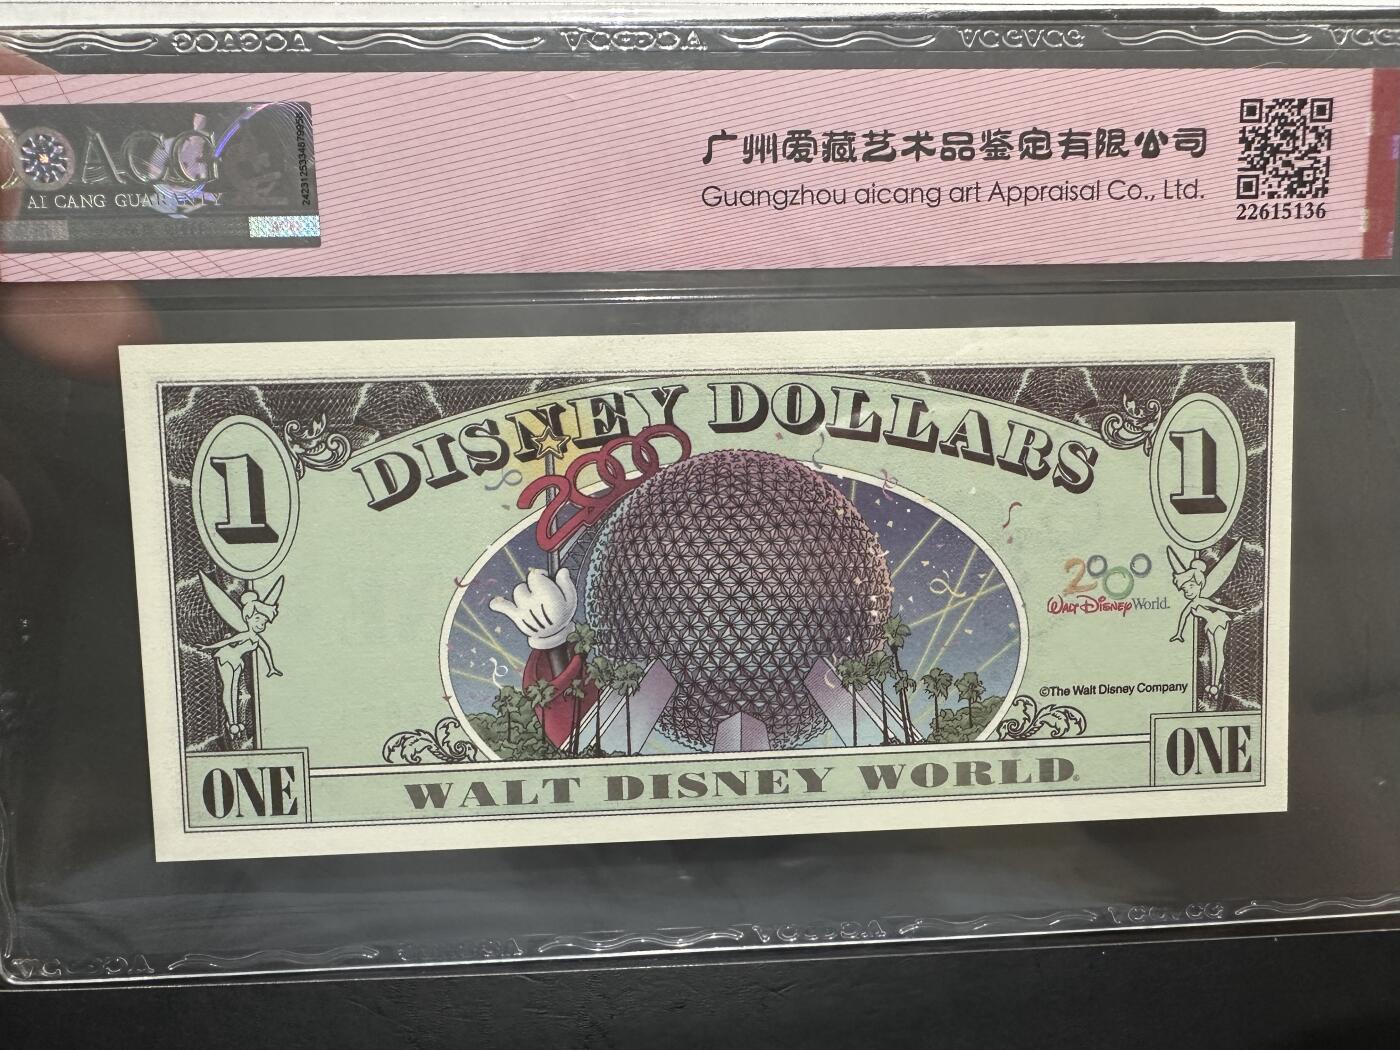 ACG
AI CANG GUARANTY
广州爱藏艺术品鉴定有限公司
Guangzhou aicang art Appraisal Co., Ltd.
22615136
DISNEY DOLLARS
1
1
2000
2000
Walt Disney World.
©The Walt Disney Company
ONE
WALT DISNEY WORLD®
ONE